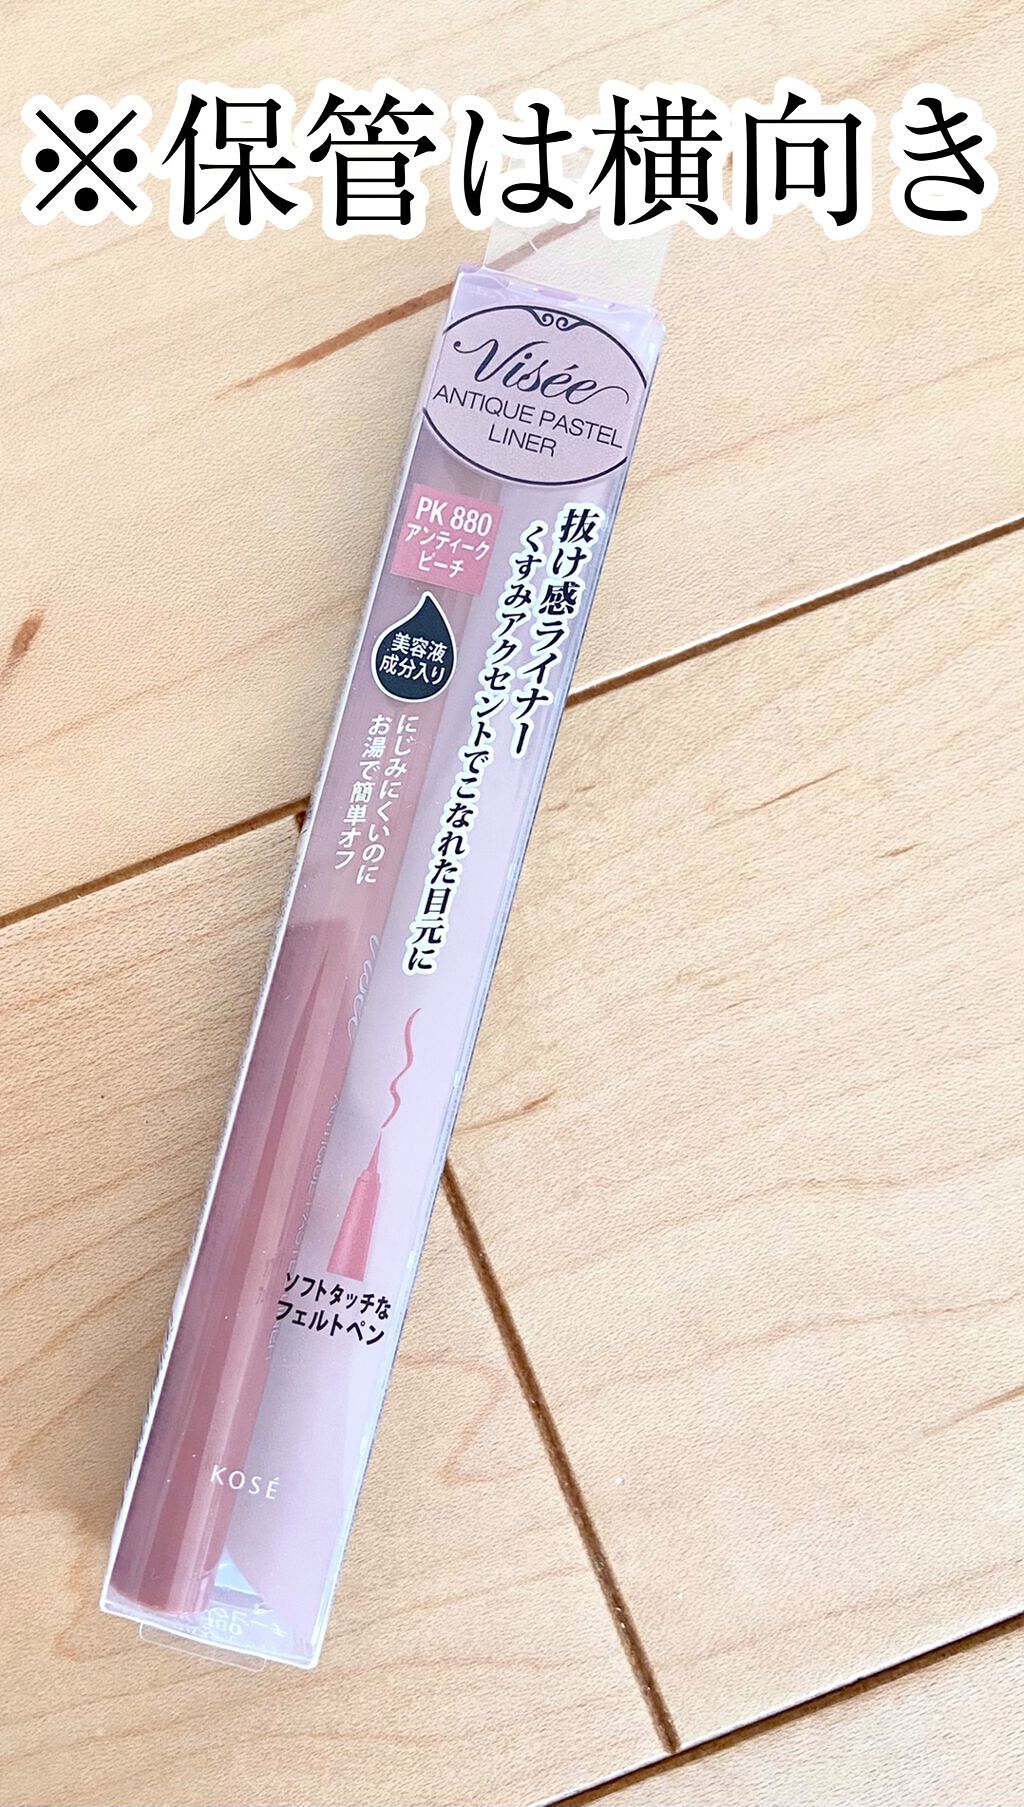 ※保管は横向き
Visée
ANTIQUE PASTEL
LINER
PK 880
アンティーク
ピーチ
抜け感ライナー
くすみアクセントでこなれた目元に
美容液
成分入り
にじみにくいのに
お湯で簡単オフ
ソフトタッチな
フェルトペン
KOSÉ